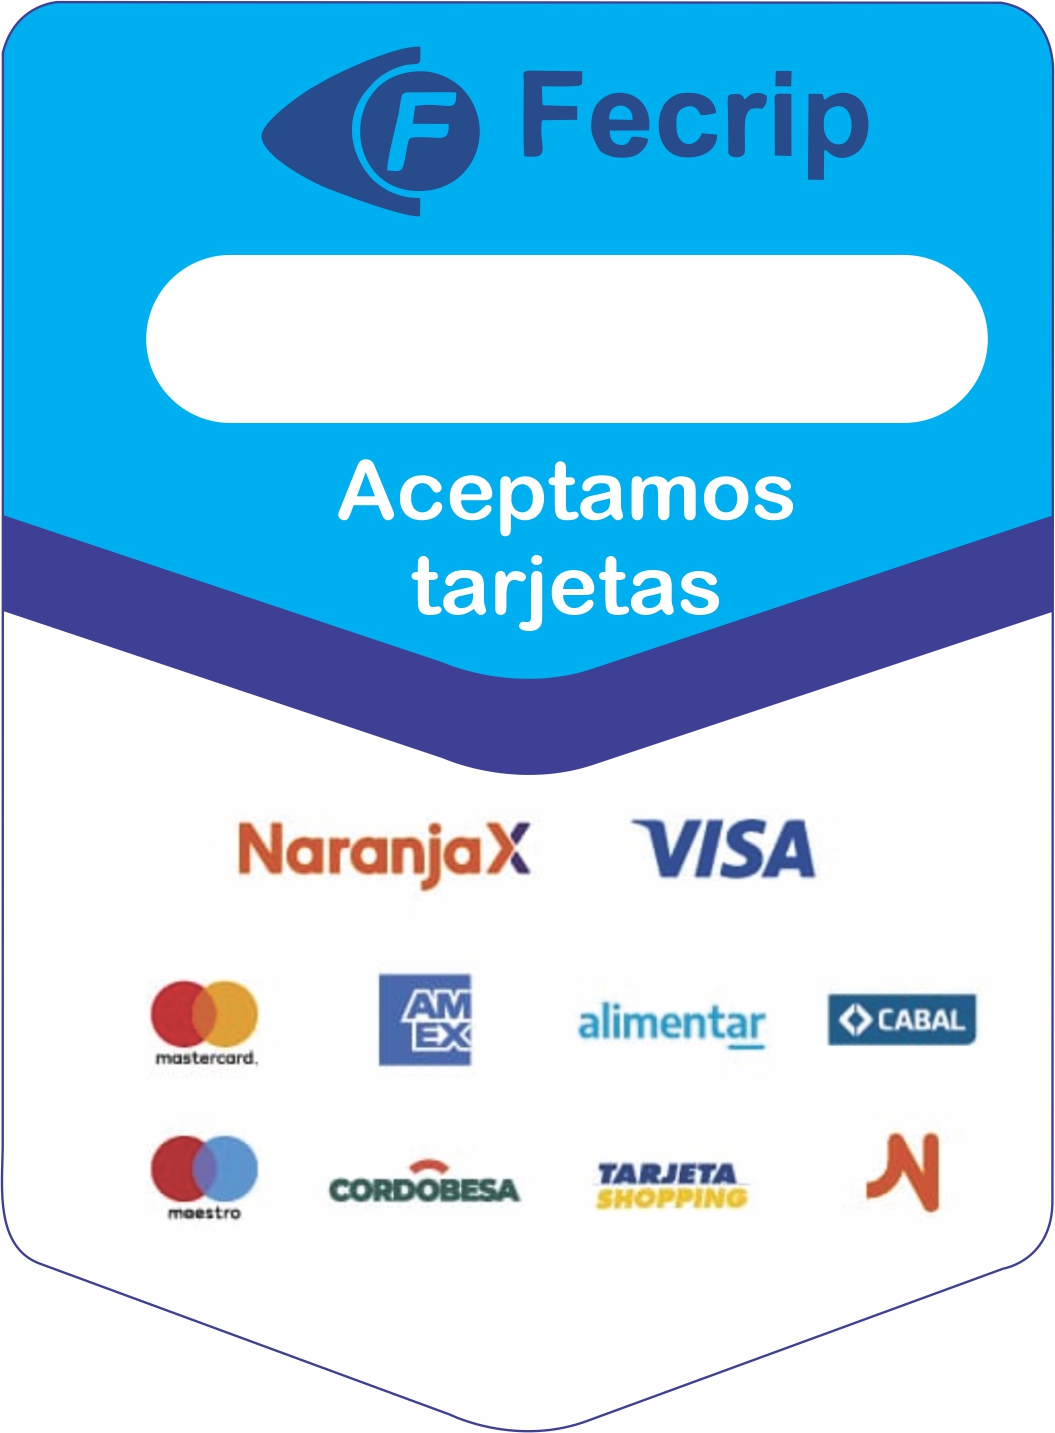 F Fecrip
Aceptamos
tarjetas
NaranjaX VISA
mastercard. AM EX alimentar CABAL
maestro CORDOBESA TARJETA SHOPPING N